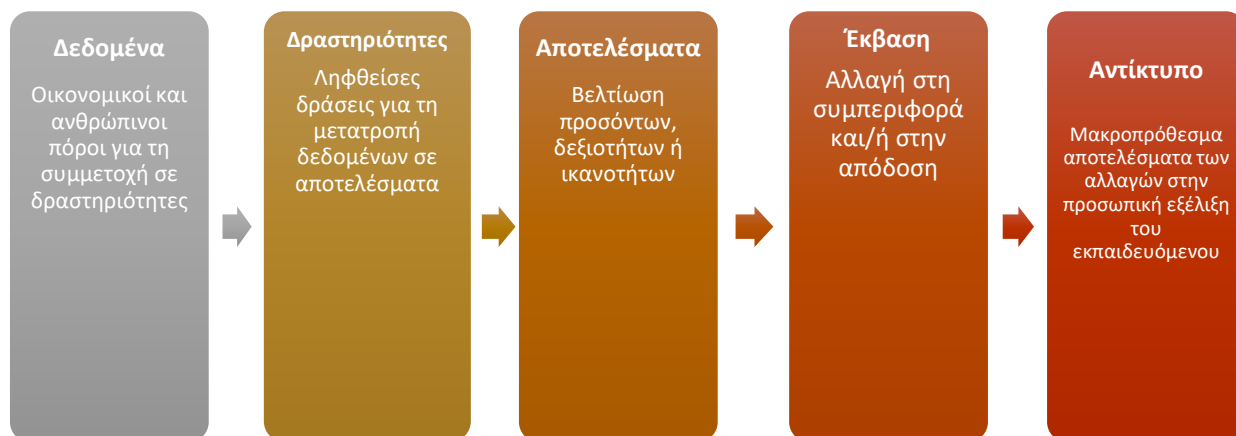 Δεδομένα
Οικονομικοί και
ανθρώπινοι
πόροι για τη
συμμετοχή σε
δραστηριότητες
Δραστηριότητες
Ληφθείσες
δράσεις για τη
μετατροπή
δεδομένων σε
αποτελέσματα
Αποτελέσματα
Βελτίωση
προσόντων,
δεξιοτήτων ή
ικανοτήτων
Έκβαση
Αλλαγή στη
συμπεριφορά
και/ή στην
απόδοση
Αντίκτυπο
Μακροπρόθεσμα
αποτελέσματα των
αλλαγών στην
προσωπική εξέλιξη
του
εκπαιδευόμενου